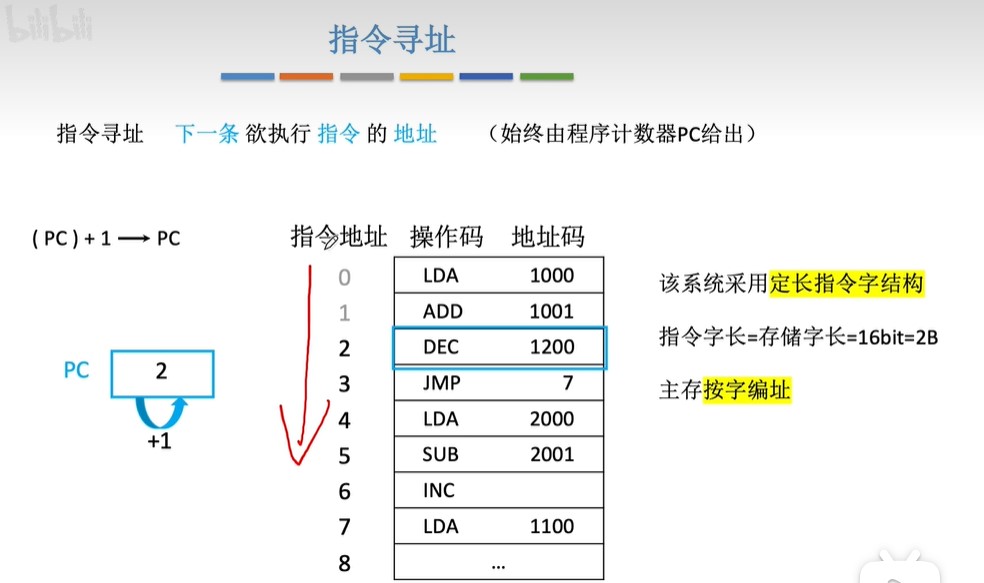 bilibili
指令寻址
指令寻址 下一条 欲执行 指令 的 地址 （始终由程序计数器PC给出）
( PC ) + 1 → PC
指令地址 操作码 地址码
0 LDA 1000
1 ADD 1001
2 DEC 1200
3 JMP 7
4 LDA 2000
5 SUB 2001
6 INC
7 LDA 1100
8 ...
PC 2
+1
该系统采用定长指令字结构
指令字长=存储字长=16bit=2B
主存按字编址